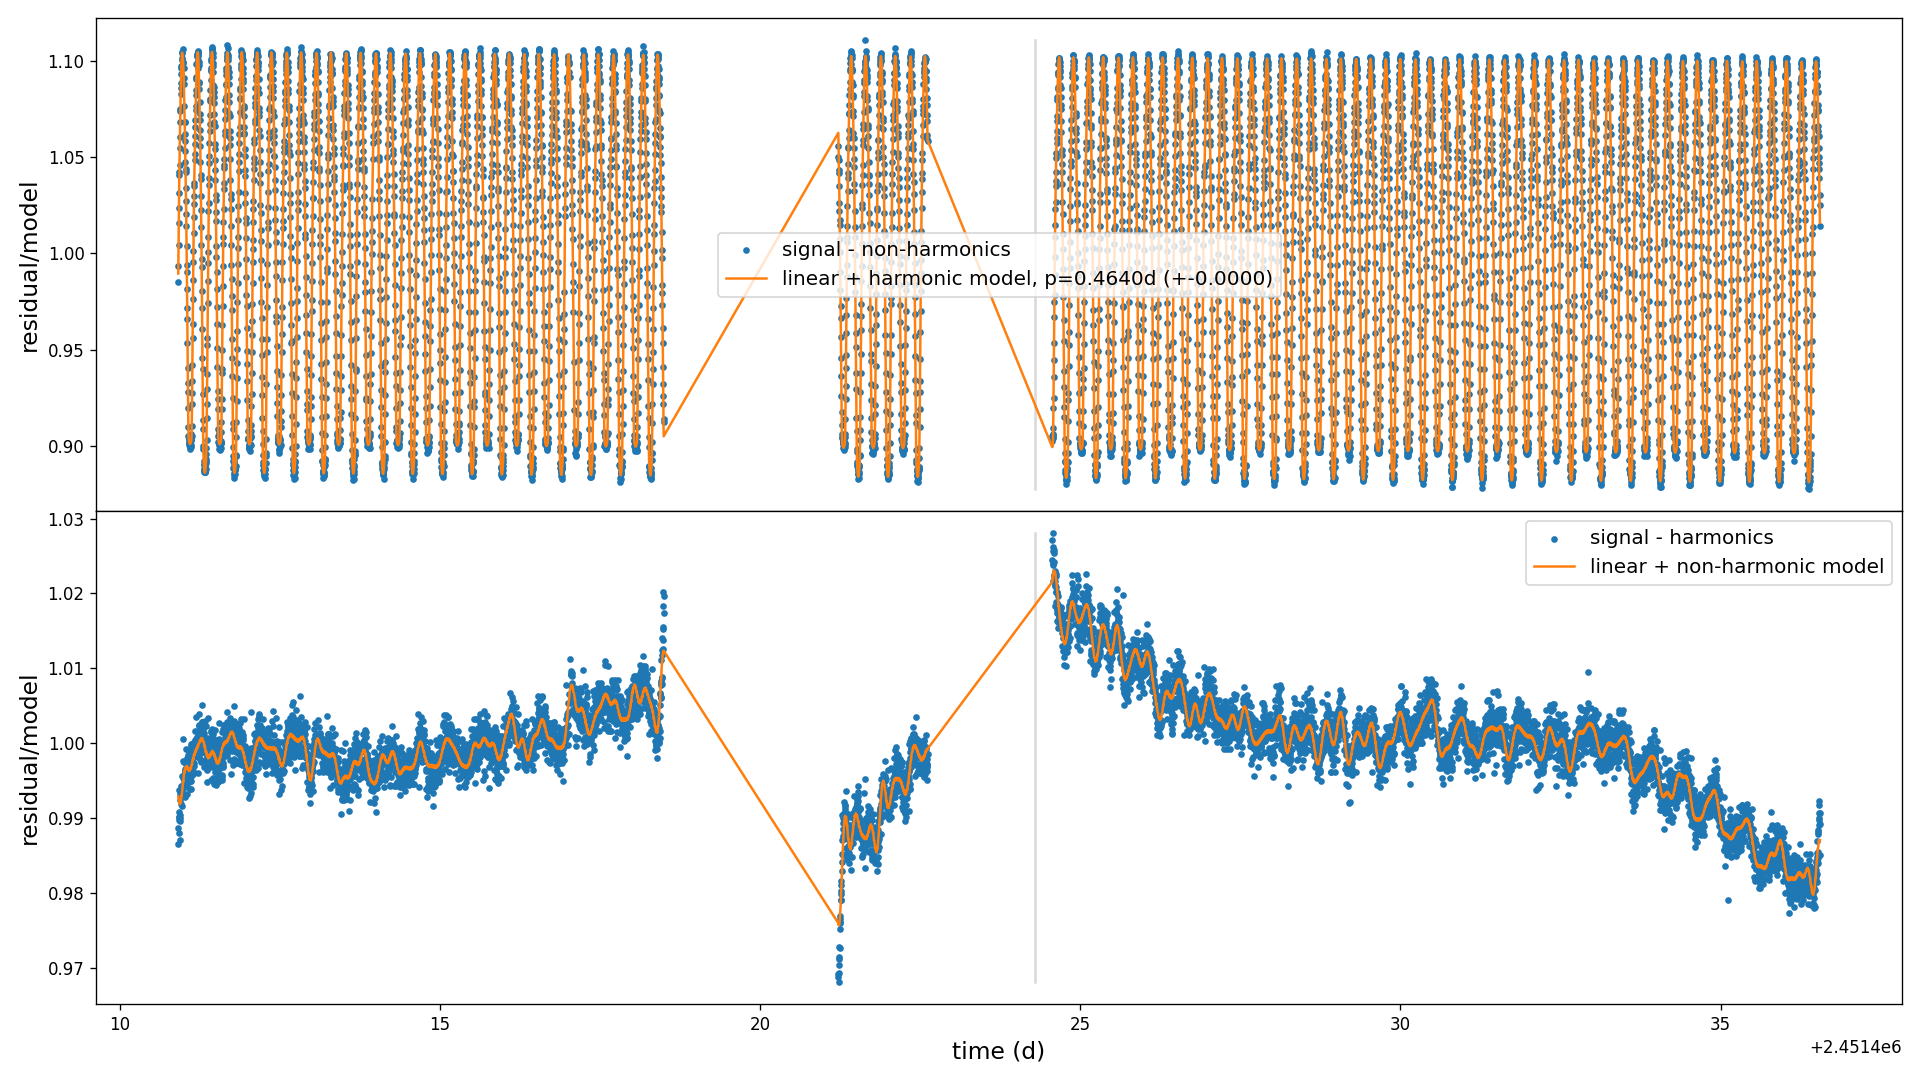 1.10
1.05
1.00
0.95
0.90
residual/model
signal - non-harmonics
linear + harmonic model, p=0.4640d (+-0.0000)
1.03
1.02
1.01
1.00
0.99
0.98
0.97
residual/model
signal - harmonics
linear + non-harmonic model
10 15 20 25 30 35
time (d)
+2.4514e6